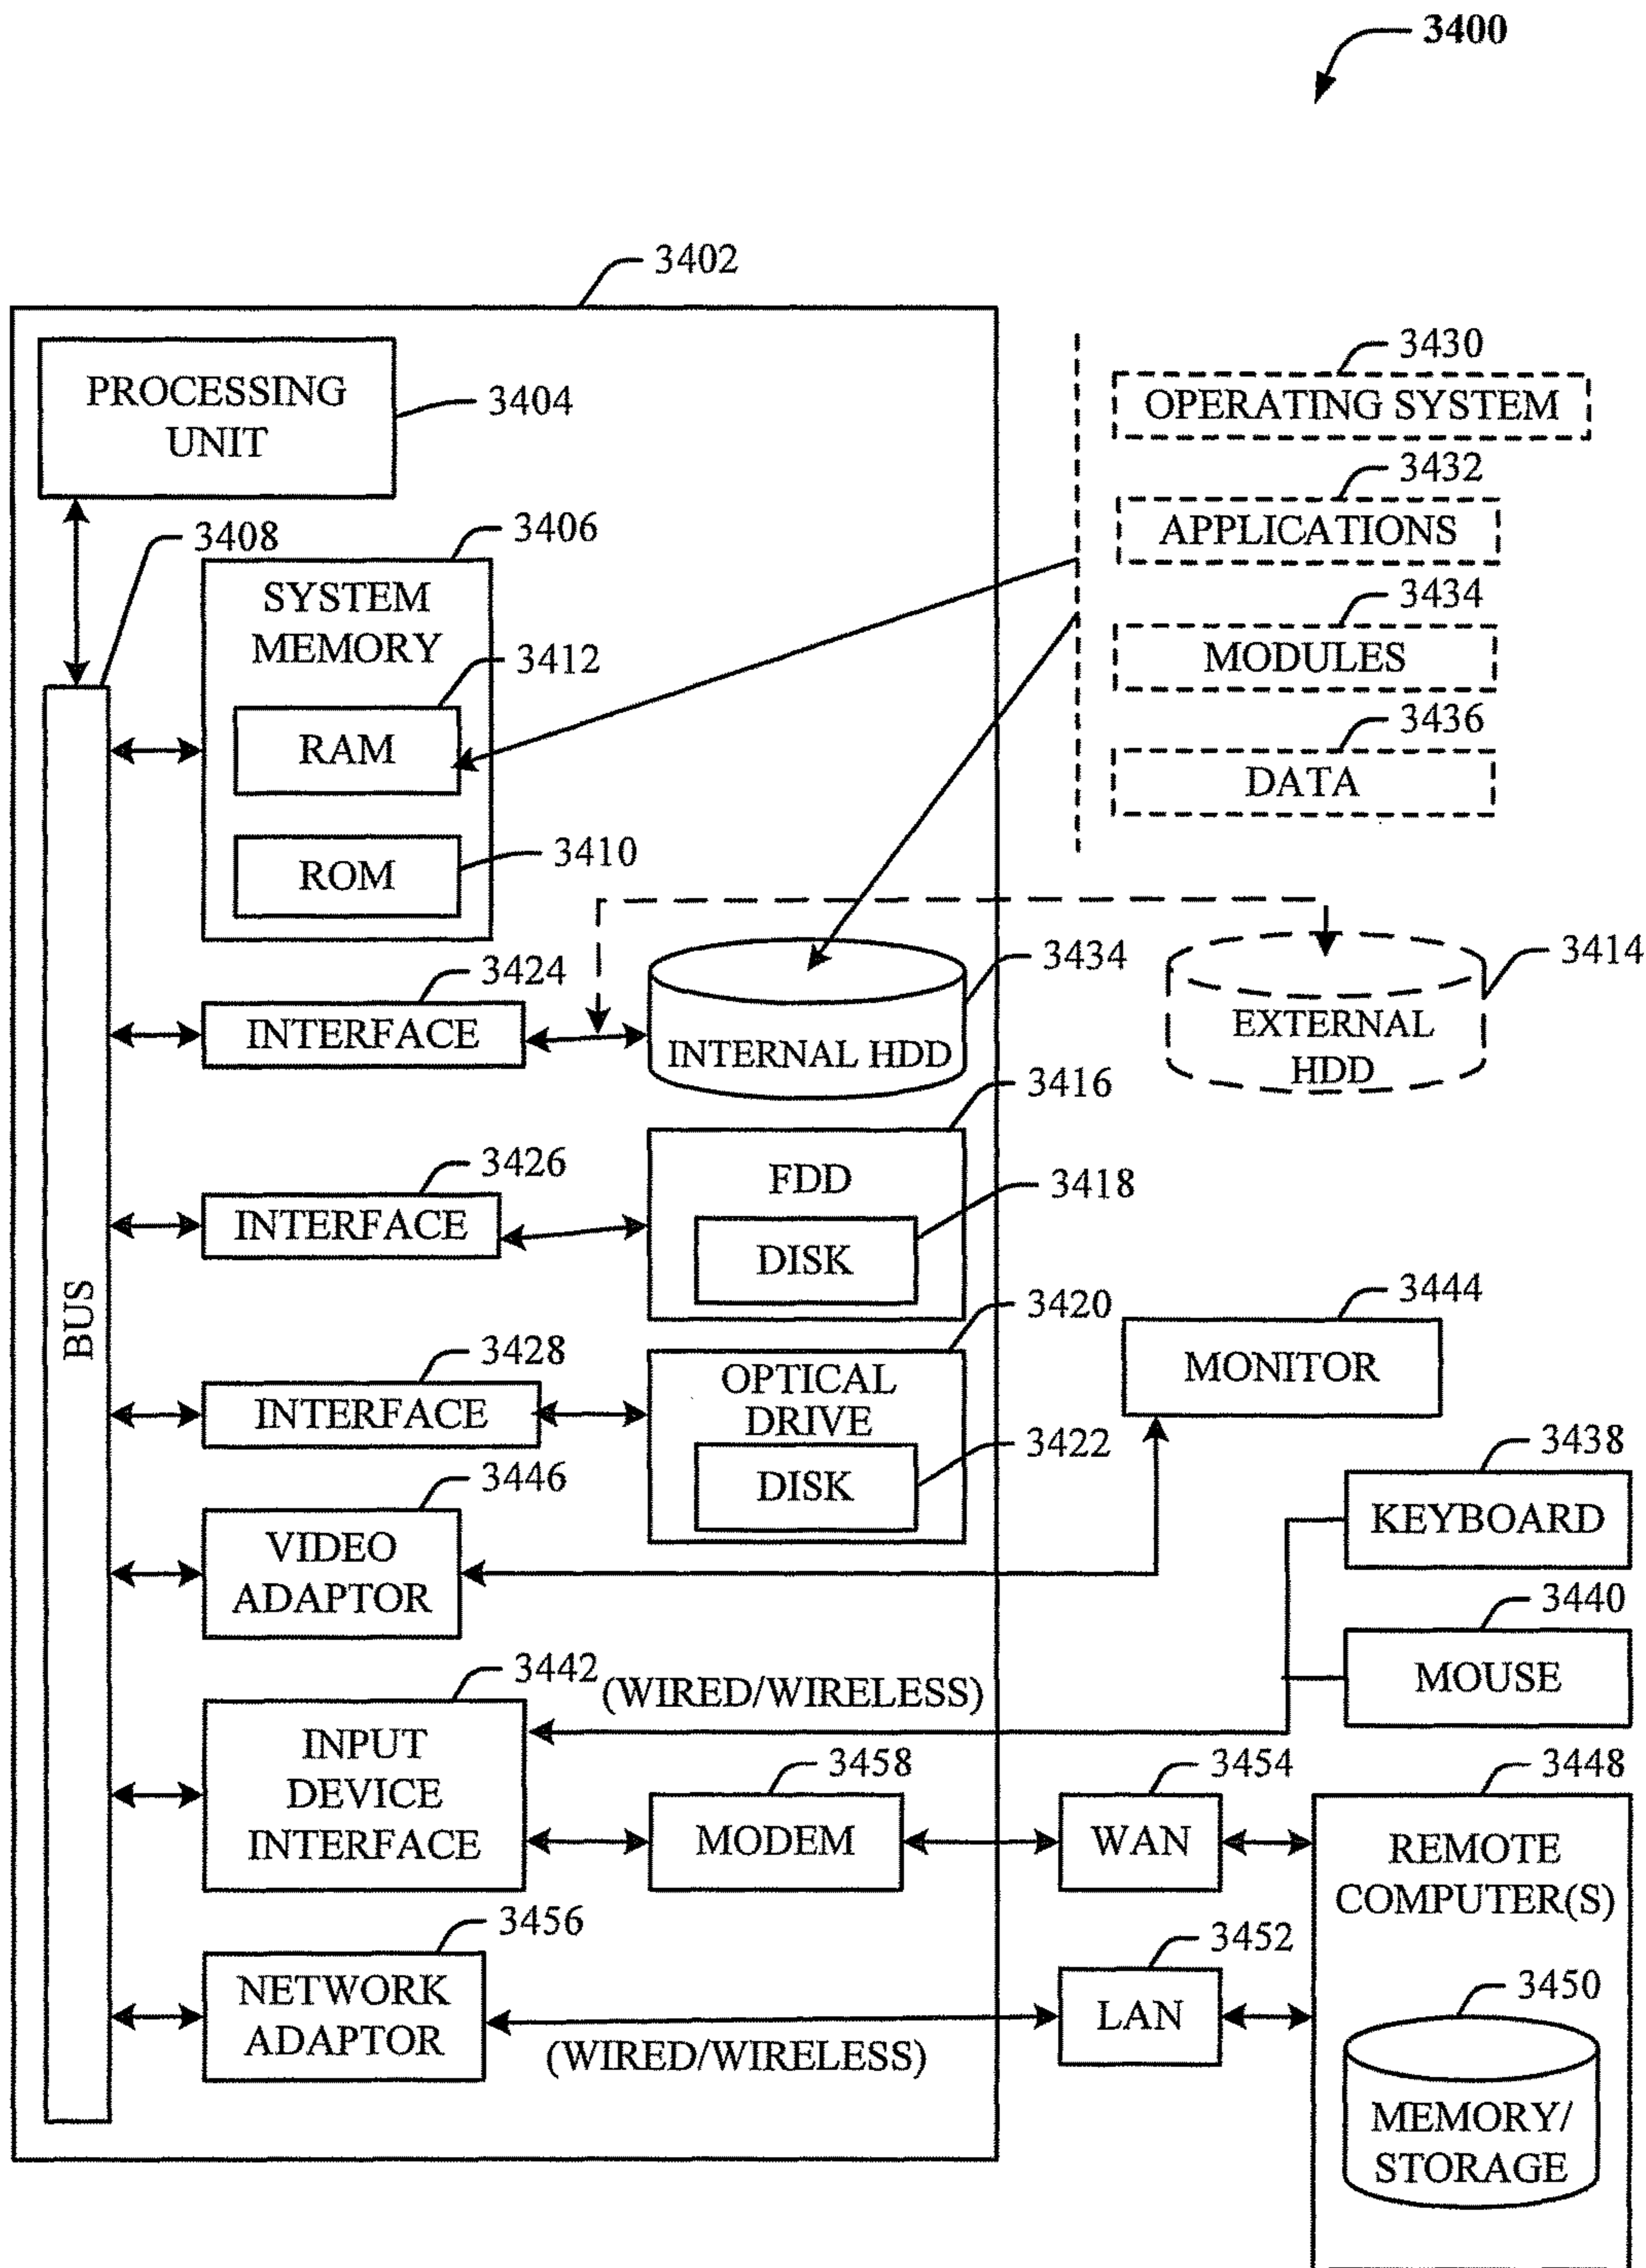 3400
3402
PROCESSING
UNIT
3404
3408
3406
SYSTEM
MEMORY
3412
RAM
ROM
3410
3430
OPERATING SYSTEM
3432
APPLICATIONS
3434
MODULES
3436
DATA
BUS
3424
INTERFACE
3434
INTERNAL HDD
3414
EXTERNAL
HDD
3426
INTERFACE
3416
FDD
3418
DISK
3428
INTERFACE
3420
OPTICAL
DRIVE
3422
DISK
3444
MONITOR
3446
VIDEO
ADAPTOR
3438
KEYBOARD
3440
MOUSE
3442
(WIRED/WIRELESS)
INPUT
DEVICE
INTERFACE
3458
MODEM
3454
WAN
3448
REMOTE
COMPUTER(S)
3456
NETWORK
ADAPTOR
(WIRED/WIRELESS)
3452
LAN
3450
MEMORY/
STORAGE